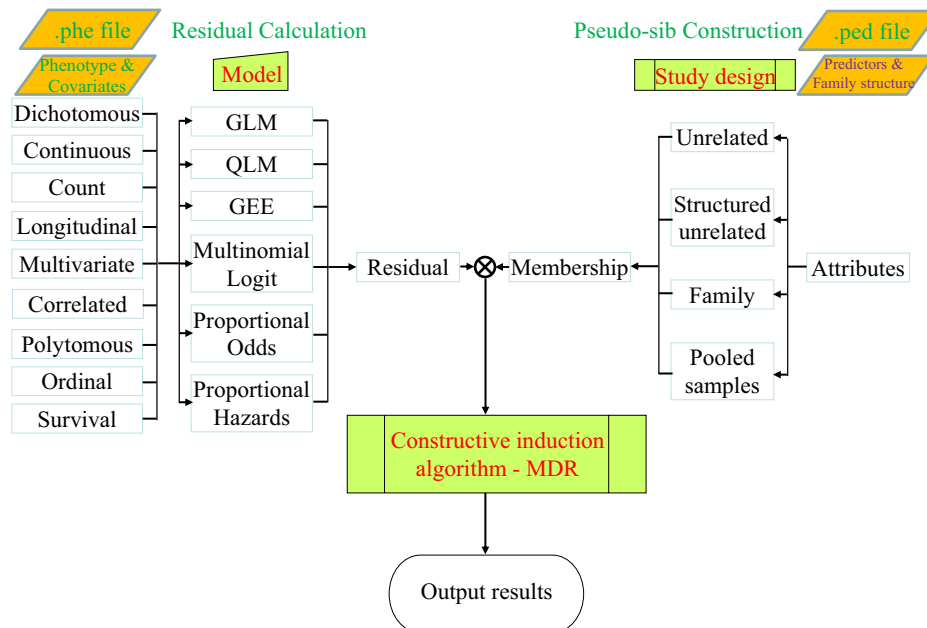 .phe file
Residual Calculation
Pseudo-sib Construction
.ped file
Phenotype &
Covariates
Model
Study design
Predictors &
Family structure
Dichotomous
Continuous
Count
Longitudinal
Multivariate
Correlated
Polytomous
Ordinal
Survival
GLM
QLM
GEE
Multinomial
Logit
Proportional
Odds
Proportional
Hazards
Residual
Membership
Unrelated
Structured
unrelated
Family
Pooled
samples
Attributes
Constructive induction
algorithm - MDR
Output results